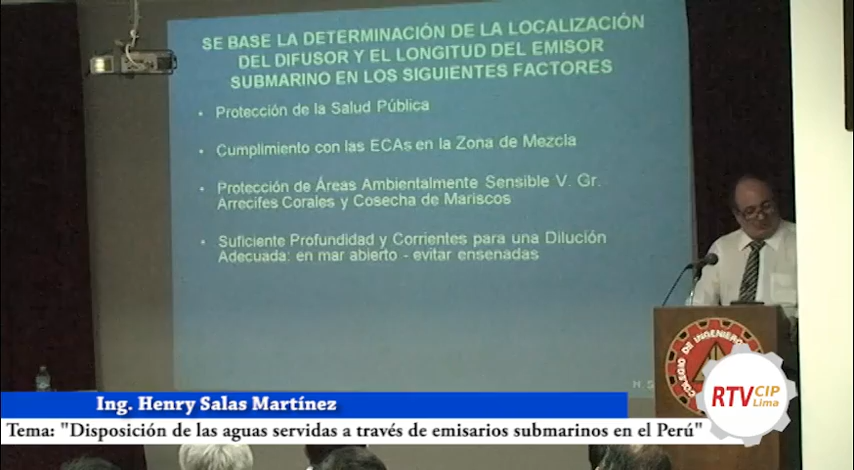 SE BASE LA DETERMINACIÓN DE LA LOCALIZACIÓN
DEL DIFUSOR Y EL LONGITUD DEL EMISOR
SUBMARINO EN LOS SIGUIENTES FACTORES
• Protección de la Salud Pública
• Cumplimiento con las ECAs en la Zona de Mezcla
• Protección de Áreas Ambientalmente Sensible V. Gr.
Arrecifes Corales y Cosecha de Mariscos
• Suficiente Profundidad y Corrientes para una Dilución
Adecuada: en mar abierto - evitar ensenadas
H. S
COLEGIO DE INGENIERO
RTV CIP
Lima
Ing. Henry Salas Martínez
Tema: "Disposición de las aguas servidas a través de emisarios submarinos en el Perú"